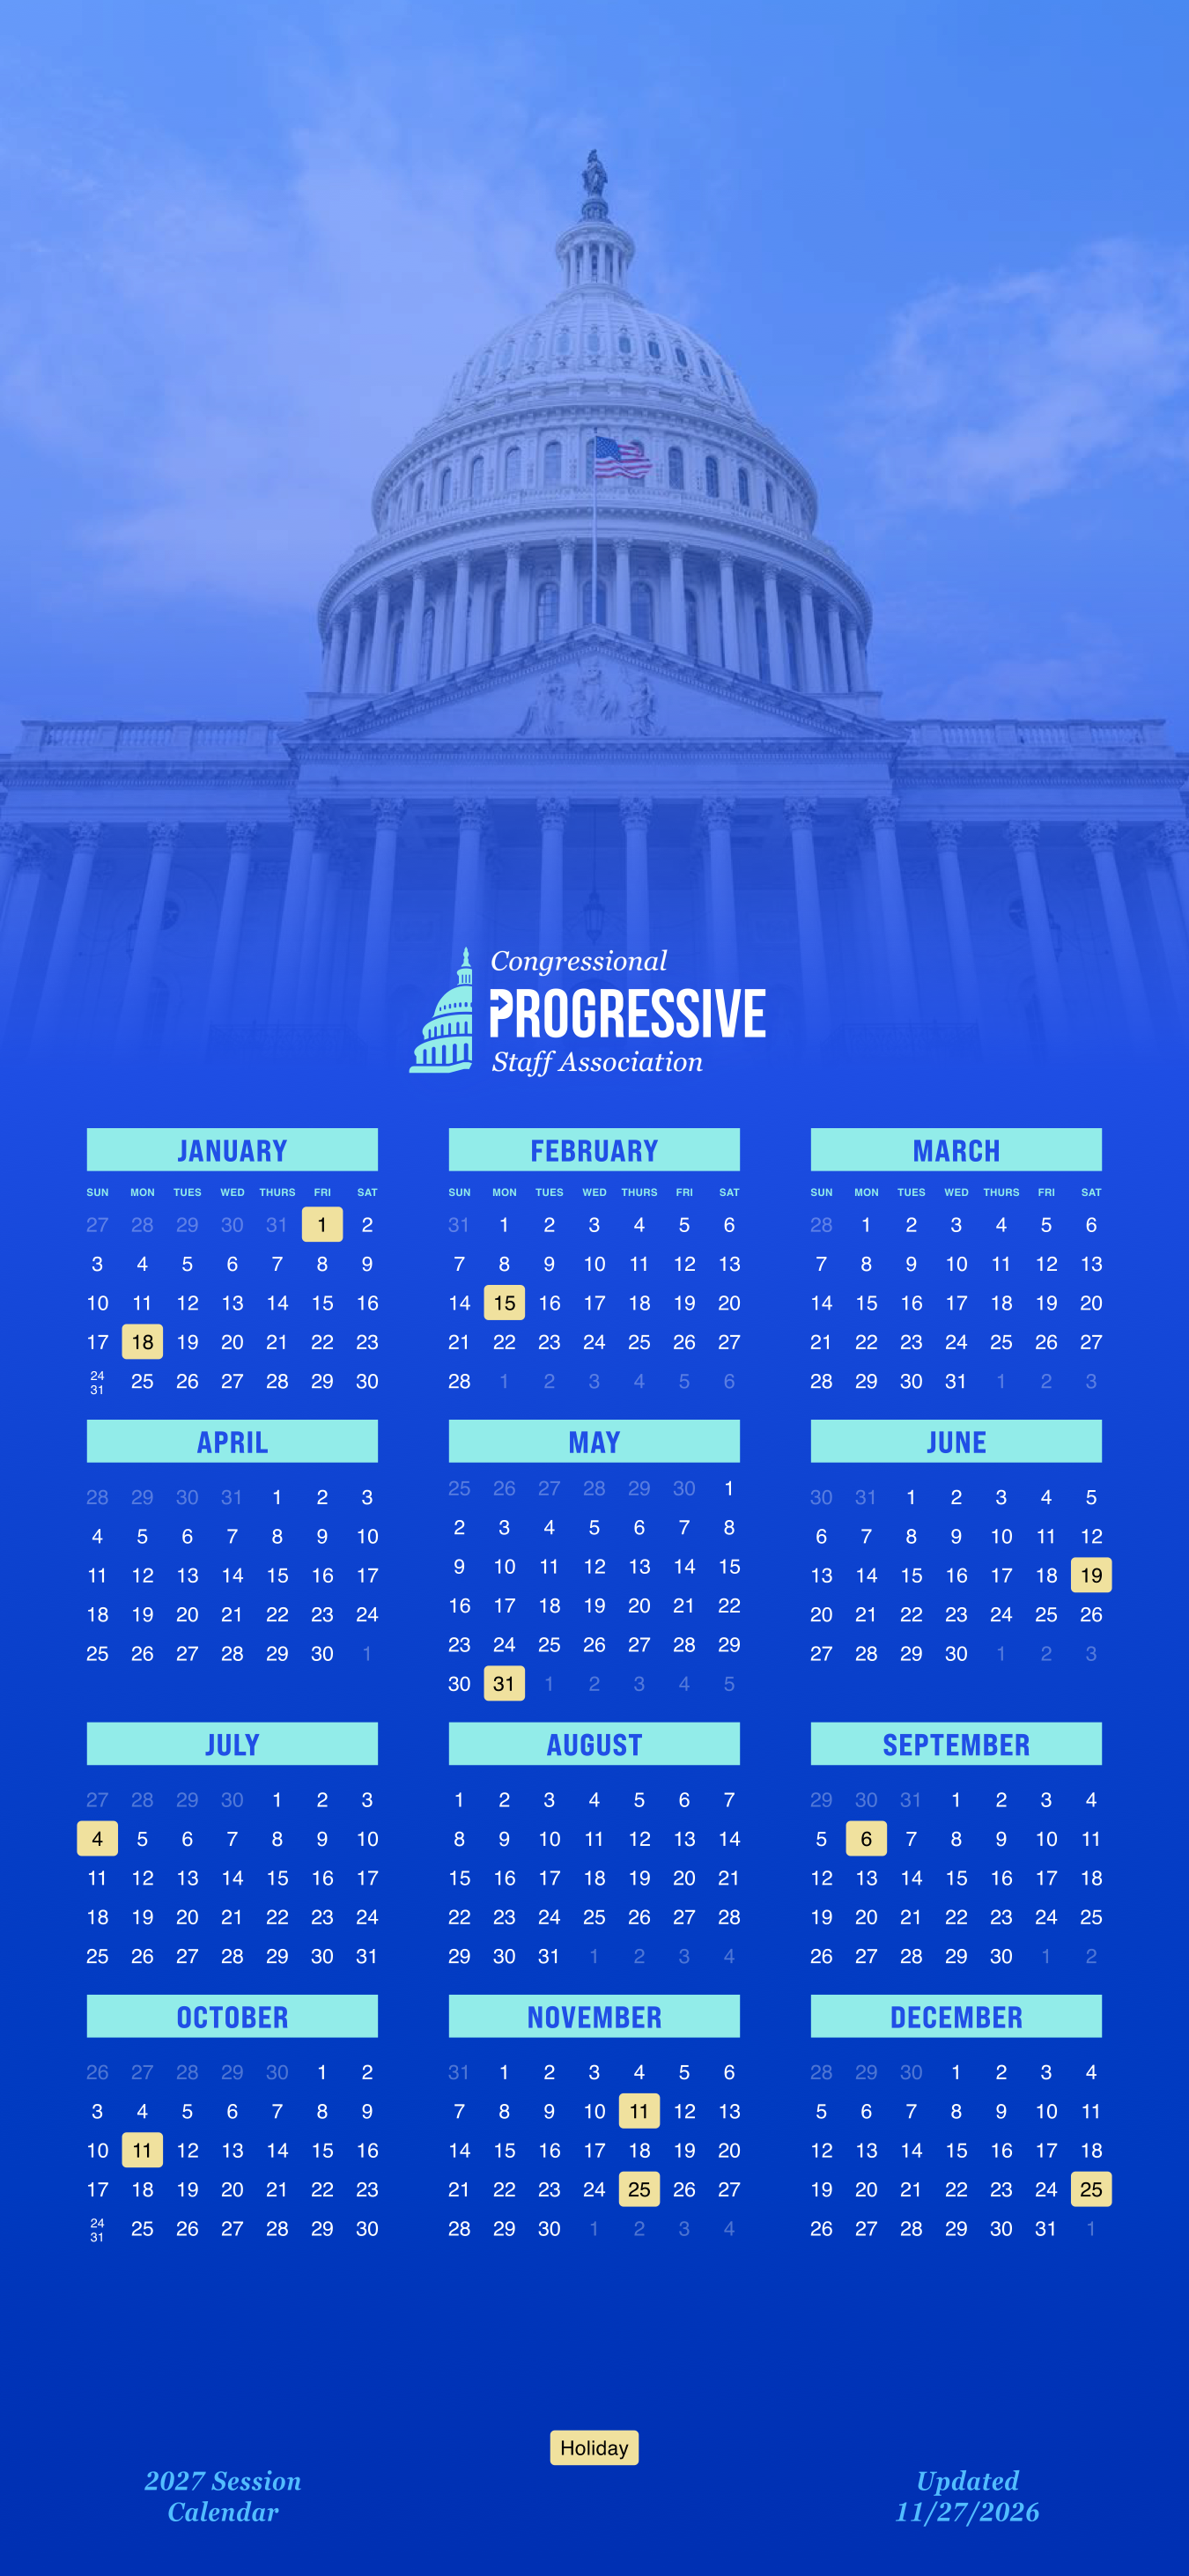 Congressional
PROGRESSIVE
Staff Association
JANUARY
SUN MON TUES WED THURS FRI SAT
27 28 29 30 31 1 2
3 4 5 6 7 8 9
10 11 12 13 14 15 16
17 18 19 20 21 22 23
24
31
25 26 27 28 29 30
FEBRUARY
SUN MON TUES WED THURS FRI SAT
31 1 2 3 4 5 6
7 8 9 10 11 12 13
14 15 16 17 18 19 20
21 22 23 24 25 26 27
28 1 2 3 4 5 6
MARCH
SUN MON TUES WED THURS FRI SAT
28 1 2 3 4 5 6
7 8 9 10 11 12 13
14 15 16 17 18 19 20
21 22 23 24 25 26 27
28 29 30 31 1 2 3
APRIL
28 29 30 31 1 2 3
4 5 6 7 8 9 10
11 12 13 14 15 16 17
18 19 20 21 22 23 24
25 26 27 28 29 30 1
MAY
25 26 27 28 29 30 1
2 3 4 5 6 7 8
9 10 11 12 13 14 15
16 17 18 19 20 21 22
23 24 25 26 27 28 29
30 31 1 2 3 4 5
JUNE
30 31 1 2 3 4 5
6 7 8 9 10 11 12
13 14 15 16 17 18 19
20 21 22 23 24 25 26
27 28 29 30 1 2 3
JULY
27 28 29 30 1 2 3
4 5 6 7 8 9 10
11 12 13 14 15 16 17
18 19 20 21 22 23 24
25 26 27 28 29 30 31
AUGUST
1 2 3 4 5 6 7
8 9 10 11 12 13 14
15 16 17 18 19 20 21
22 23 24 25 26 27 28
29 30 31 1 2 3 4
SEPTEMBER
29 30 31 1 2 3 4
5 6 7 8 9 10 11
12 13 14 15 16 17 18
19 20 21 22 23 24 25
26 27 28 29 30 1 2
OCTOBER
26 27 28 29 30 1 2
3 4 5 6 7 8 9
10 11 12 13 14 15 16
17 18 19 20 21 22 23
24
31
25 26 27 28 29 30
NOVEMBER
31 1 2 3 4 5 6
7 8 9 10 11 12 13
14 15 16 17 18 19 20
21 22 23 24 25 26 27
28 29 30 1 2 3 4
DECEMBER
28 29 30 1 2 3 4
5 6 7 8 9 10 11
12 13 14 15 16 17 18
19 20 21 22 23 24 25
26 27 28 29 30 31 1
Holiday
2027 Session
Calendar
Updated
11/27/2026